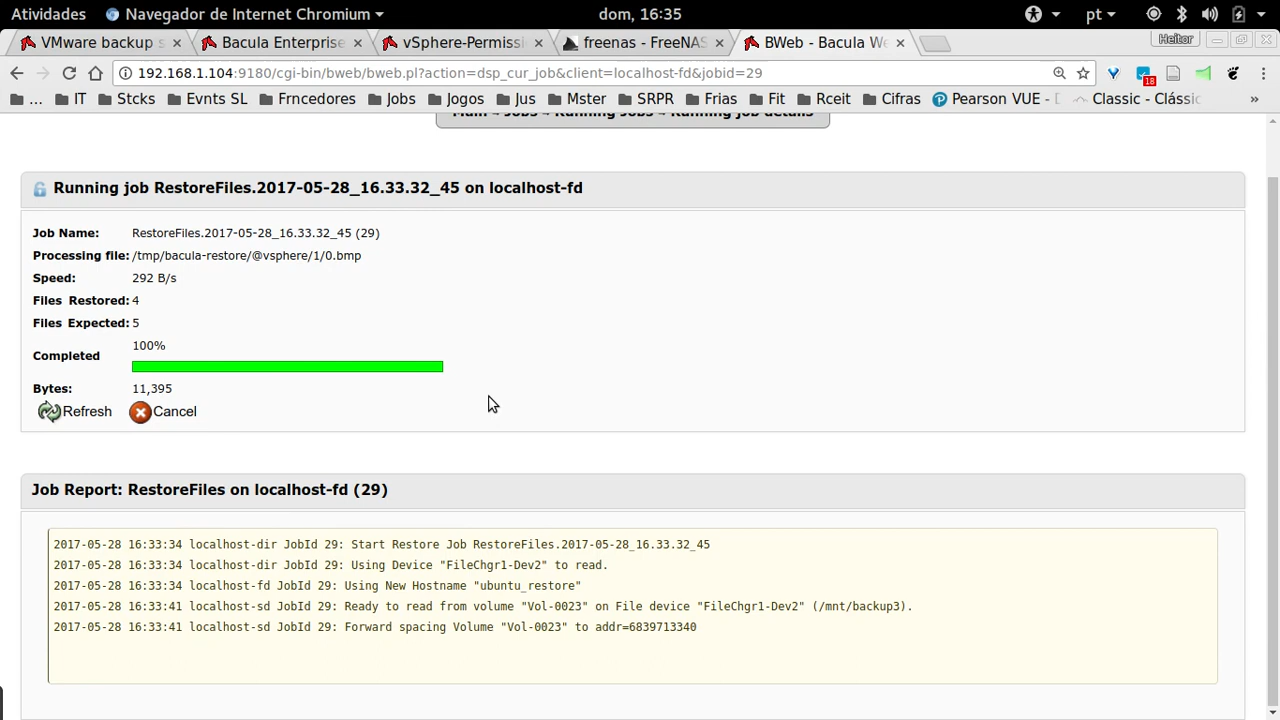 Atividades Navegador de Internet Chromium dom, 16:35 pt
VMware backup s Bacula Enterprise vSphere-Permissi freenas - FreeNAS BWeb - Bacula We Heitor
192.168.1.104:9180/cgi-bin/bweb/bweb.pl?action=dsp_cur_job&client=localhost-fd&jobid=29 18
... IT Stcks Evnts SL Frncedores Jobs Jogos Jus Mster SRPR Frias Fit Rceit Cifras Pearson VUE - Classic - Clássic »
Main » Jobs » Running Jobs » Running job details
Running job RestoreFiles.2017-05-28_16.33.32_45 on localhost-fd
Job Name: RestoreFiles.2017-05-28_16.33.32_45 (29)
Processing file: /tmp/bacula-restore/@vsphere/1/0.bmp
Speed: 292 B/s
Files Restored: 4
Files Expected: 5
Completed 100%
Bytes: 11,395
Refresh Cancel
Job Report: RestoreFiles on localhost-fd (29)
2017-05-28 16:33:34 localhost-dir JobId 29: Start Restore Job RestoreFiles.2017-05-28_16.33.32_45
2017-05-28 16:33:34 localhost-dir JobId 29: Using Device "FileChgr1-Dev2" to read.
2017-05-28 16:33:34 localhost-fd JobId 29: Using New Hostname "ubuntu_restore"
2017-05-28 16:33:41 localhost-sd JobId 29: Ready to read from volume "Vol-0023" on File device "FileChgr1-Dev2" (/mnt/backup3).
2017-05-28 16:33:41 localhost-sd JobId 29: Forward spacing Volume "Vol-0023" to addr=6839713340